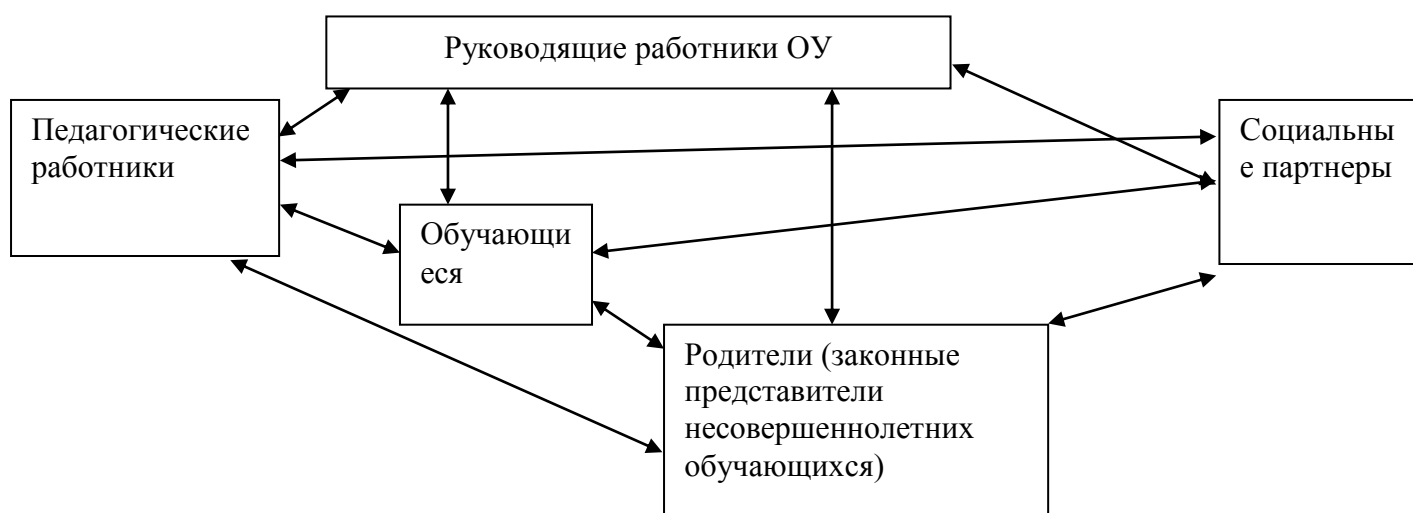 Руководящие работники ОУ
Педагогические
работники
Социальны
е партнеры
Обучающи
еся
Родители (законные
представители
несовершеннолетних
обучающихся)